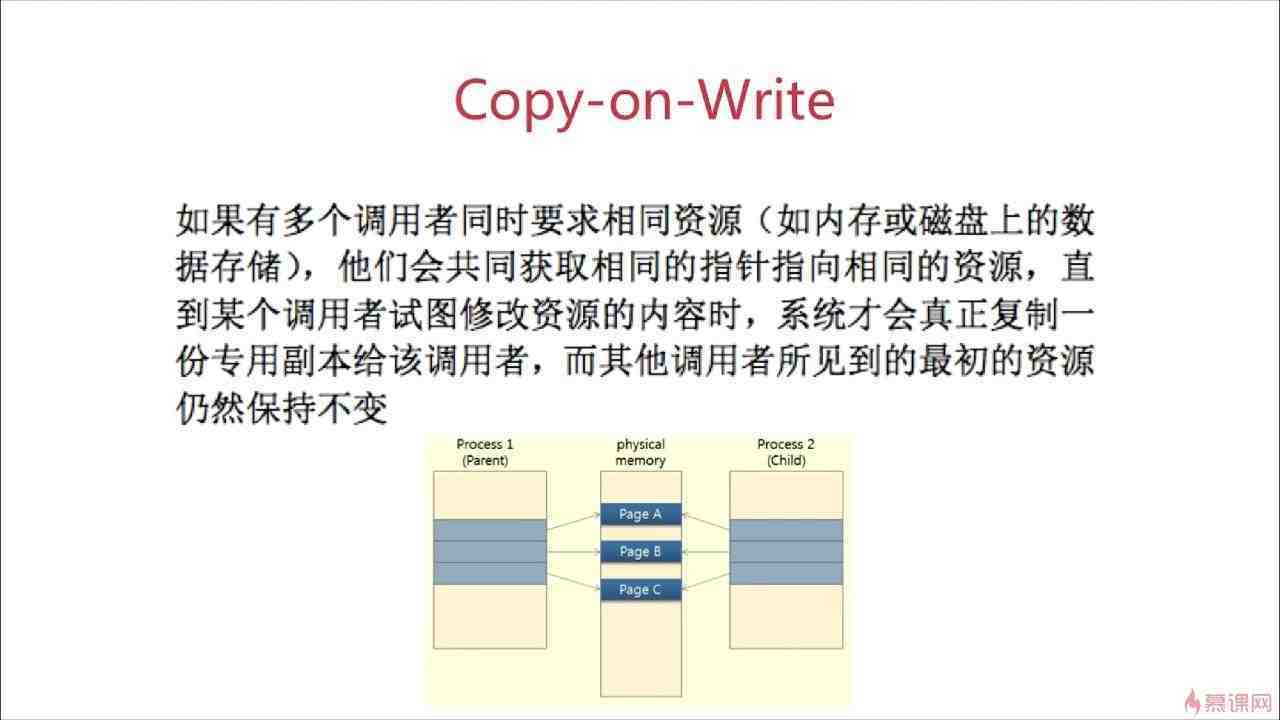 Copy-on-Write
如果有多个调用者同时要求相同资源（如内存或磁盘上的数
据存储），他们会共同获取相同的指针指向相同的资源，直
到某个调用者试图修改资源的内容时，系统才会真正复制一
份专用副本给该调用者，而其他调用者所见到的最初的资源
仍然保持不变
Process 1
(Parent)
physical
memory
Process 2
(Child)
Page A
Page B
Page C
慕课网